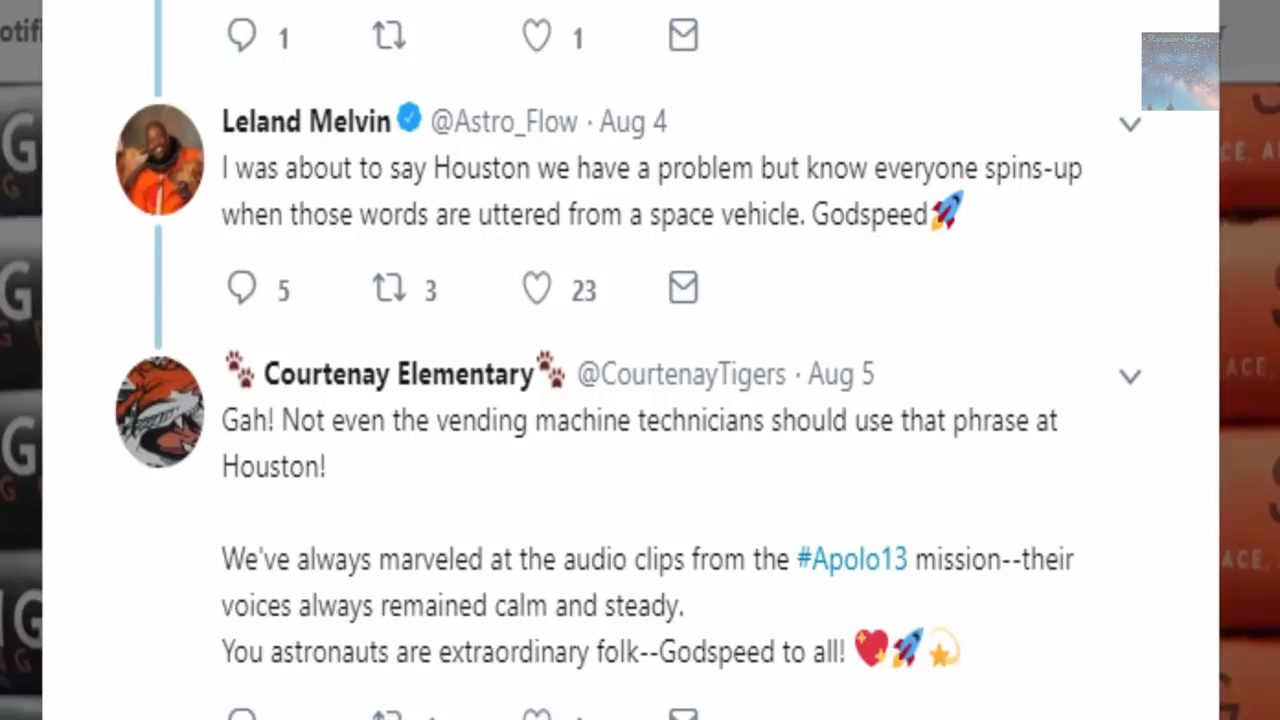 otifi
1
1
Leland Melvin @Astro_Flow · Aug 4
I was about to say Houston we have a problem but know everyone spins-up
when those words are uttered from a space vehicle. Godspeed🚀
5 3 23
🐾 Courtenay Elementary🐾 @CourtenayTigers · Aug 5
Gah! Not even the vending machine technicians should use that phrase at
Houston!
We've always marveled at the audio clips from the #Apolo13 mission--their
voices always remained calm and steady.
You astronauts are extraordinary folk--Godspeed to all! 💖🚀💫